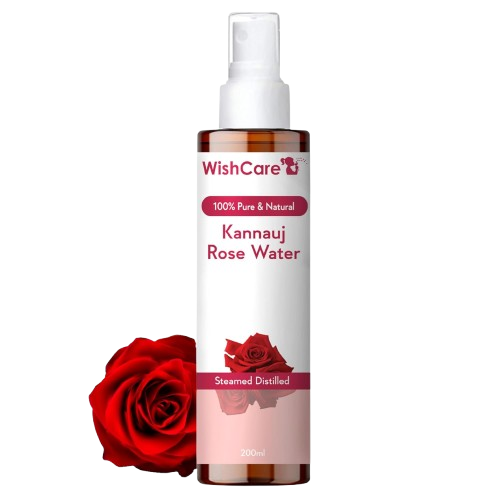 WishCare
100% Pure & Natural
Kannauj
Rose Water
Steamed Distilled
200ml